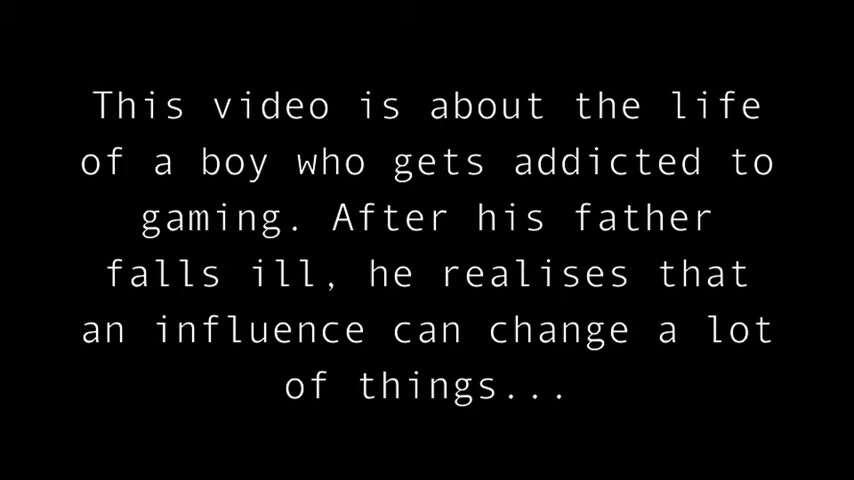 This video is about the life
of a boy who gets addicted to
gaming. After his father
falls ill, he realises that
an influence can change a lot
of things...